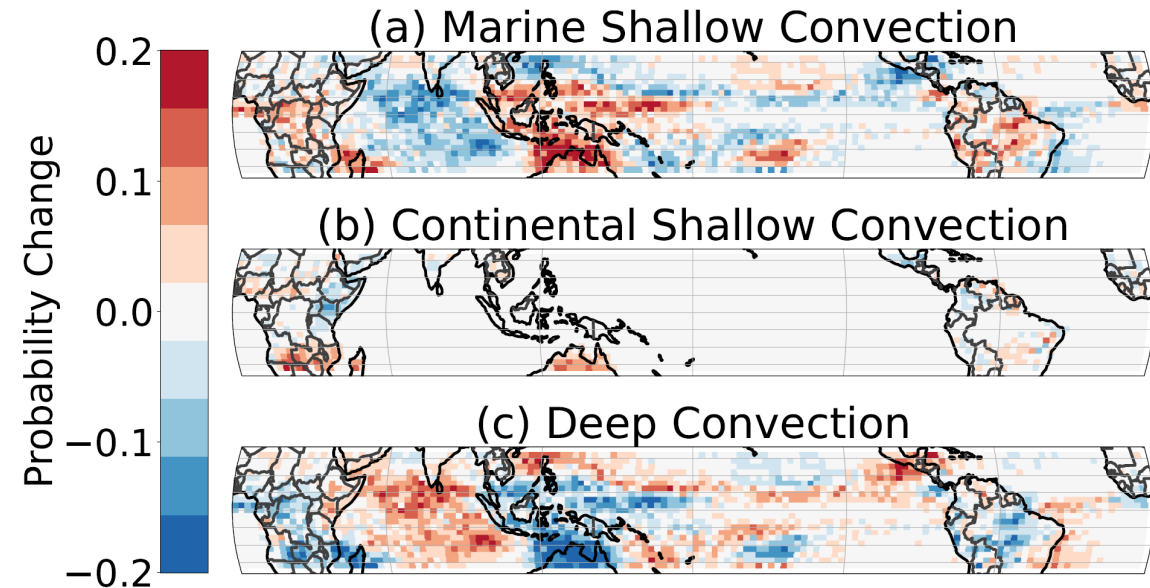 (a) Marine Shallow Convection
(b) Continental Shallow Convection
(c) Deep Convection
Probability Change
0.2
0.1
0.0
−0.1
−0.2